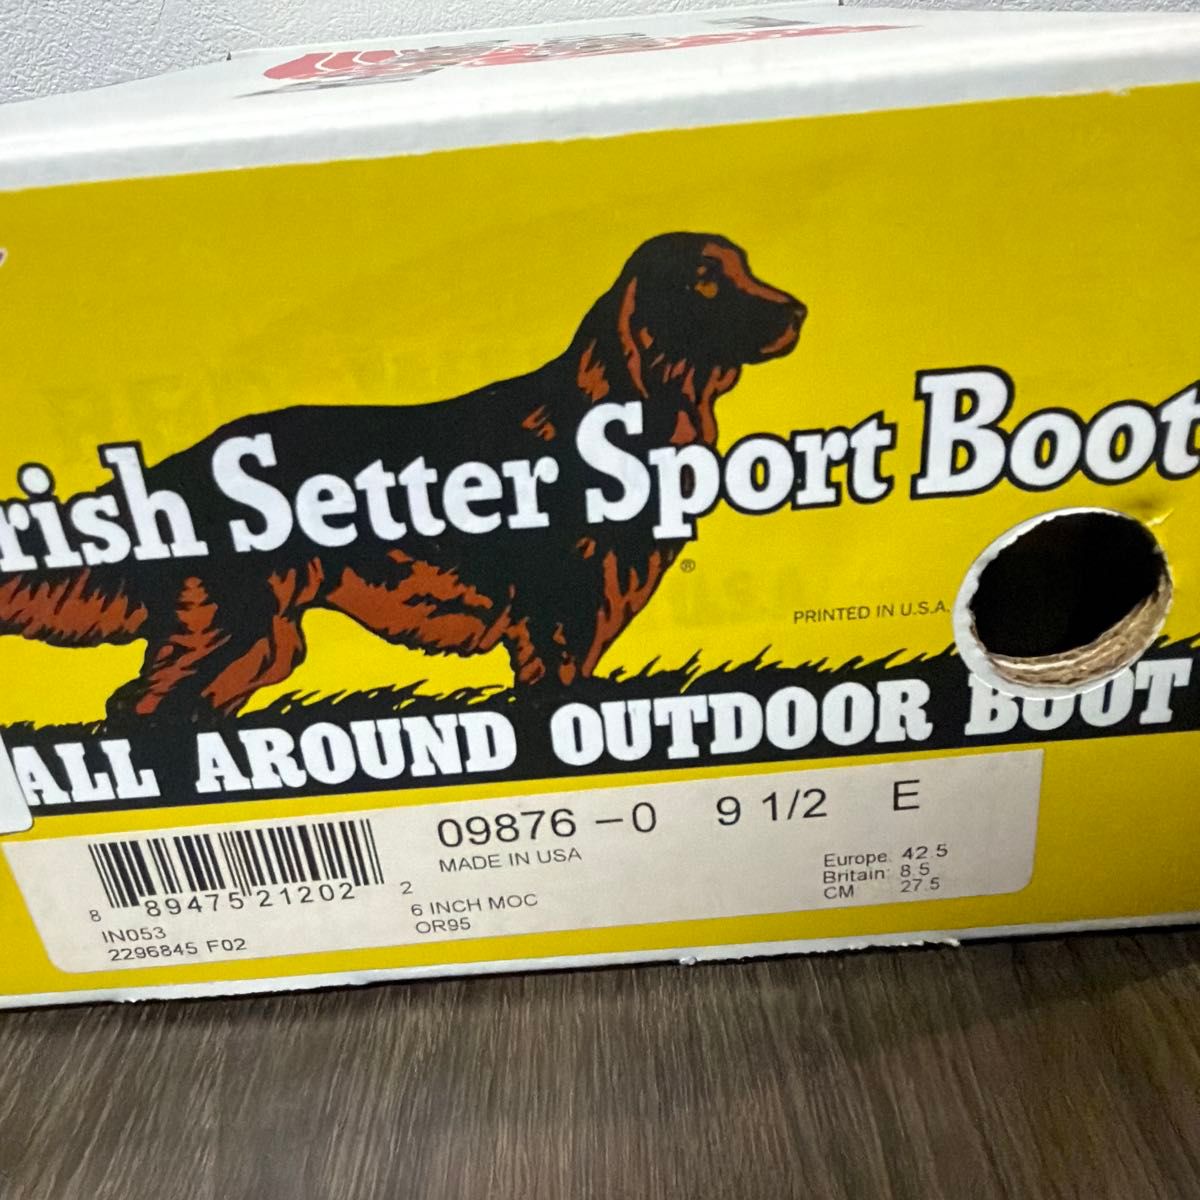 rish Setter Sport Boot
®
PRINTED IN U.S.A.
ALL AROUND OUTDOOR BOOT
09876-0 9 1/2 E
MADE IN USA
8 89475 21202 2
6 INCH MOC
OR95
IN053
2296845 F02
Europe: 42.5
Britain: 8.5
CM 27.5